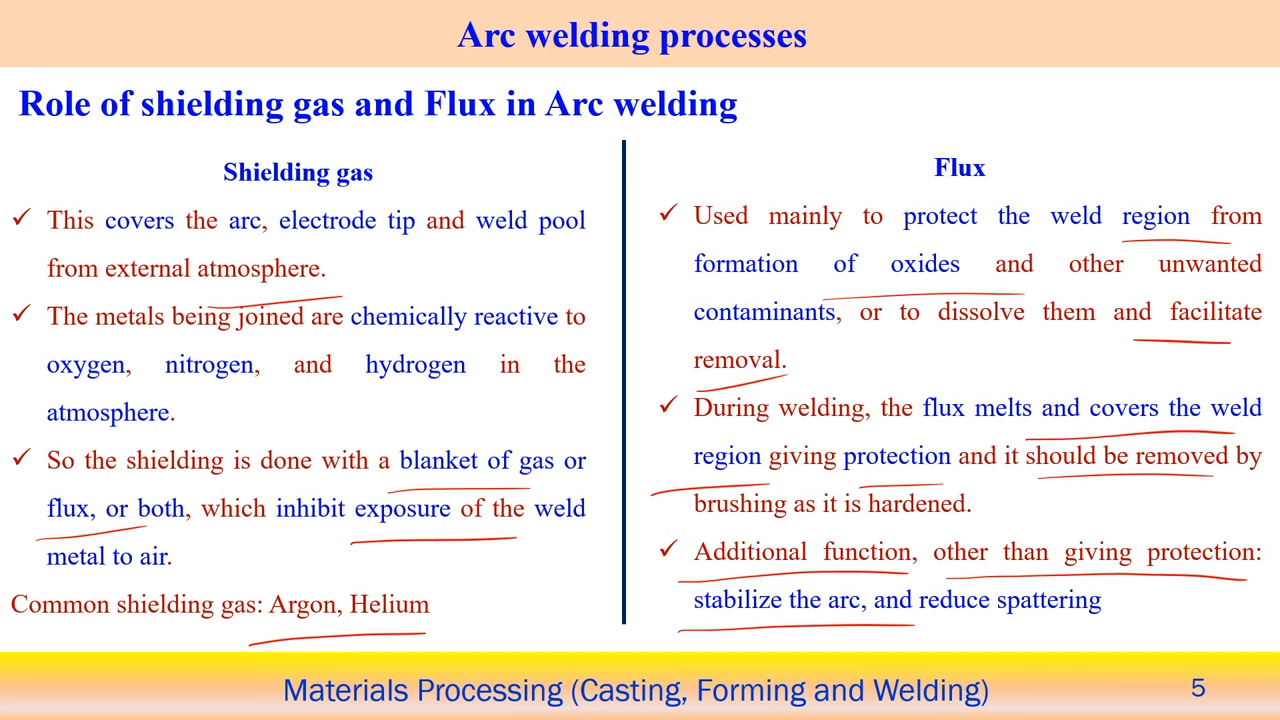 Arc welding processes
Role of shielding gas and Flux in Arc welding
Shielding gas
✓ This covers the arc, electrode tip and weld pool
from external atmosphere.
✓ The metals being joined are chemically reactive to
oxygen, nitrogen, and hydrogen in the
atmosphere.
✓ So the shielding is done with a blanket of gas or
flux, or both, which inhibit exposure of the weld
metal to air.
Common shielding gas: Argon, Helium
Flux
✓ Used mainly to protect the weld region from
formation of oxides and other unwanted
contaminants, or to dissolve them and facilitate
removal.
✓ During welding, the flux melts and covers the weld
region giving protection and it should be removed by
brushing as it is hardened.
✓ Additional function, other than giving protection:
stabilize the arc, and reduce spattering
Materials Processing (Casting, Forming and Welding)
5